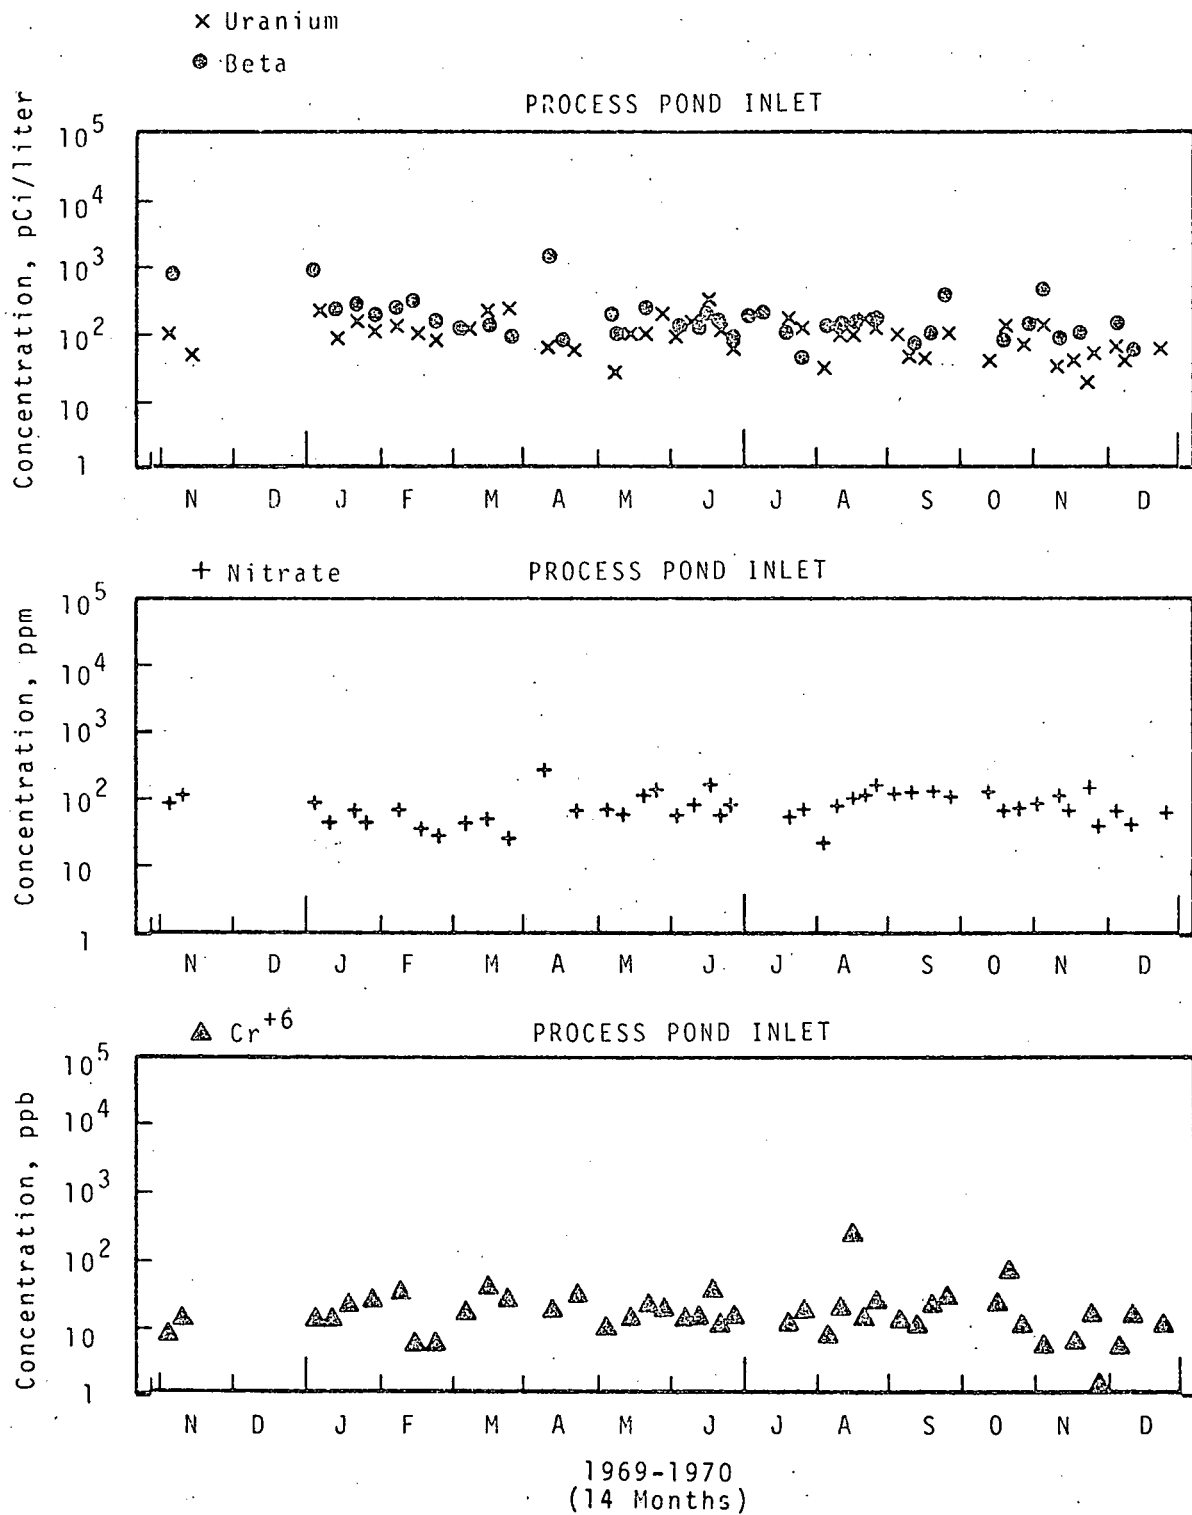 × Uranium
Beta
PROCESS POND INLET
Concentration, pCi/liter
10^5
10^4
10^3
10^2
10
1
N D J F M A M J J A S O N D
+ Nitrate
PROCESS POND INLET
Concentration, ppm
10^5
10^4
10^3
10^2
10
1
N D J F M A M J J A S O N D
Cr^+6
PROCESS POND INLET
Concentration, ppb
10^5
10^4
10^3
10^2
10
1
N D J F M A M J J A S O N D
1969-1970
(14 Months)